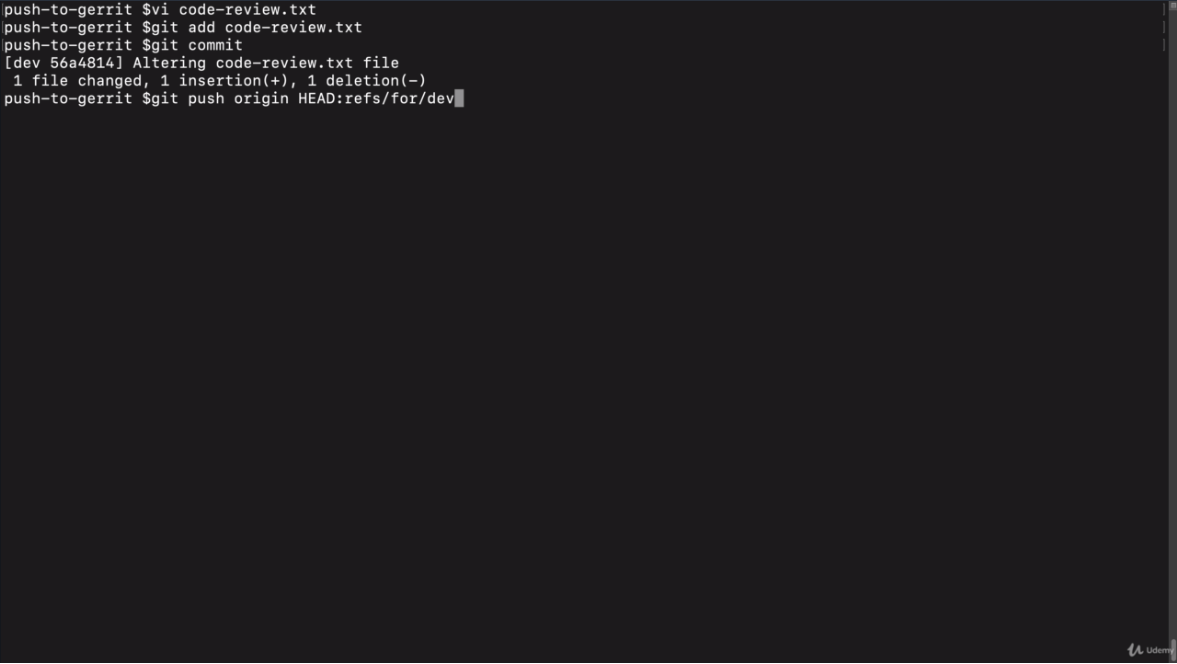 push-to-gerrit $vi code-review.txt
push-to-gerrit $git add code-review.txt
push-to-gerrit $git commit
[dev 56a4814] Altering code-review.txt file
 1 file changed, 1 insertion(+), 1 deletion(-)
push-to-gerrit $git push origin HEAD:refs/for/dev
Udemy